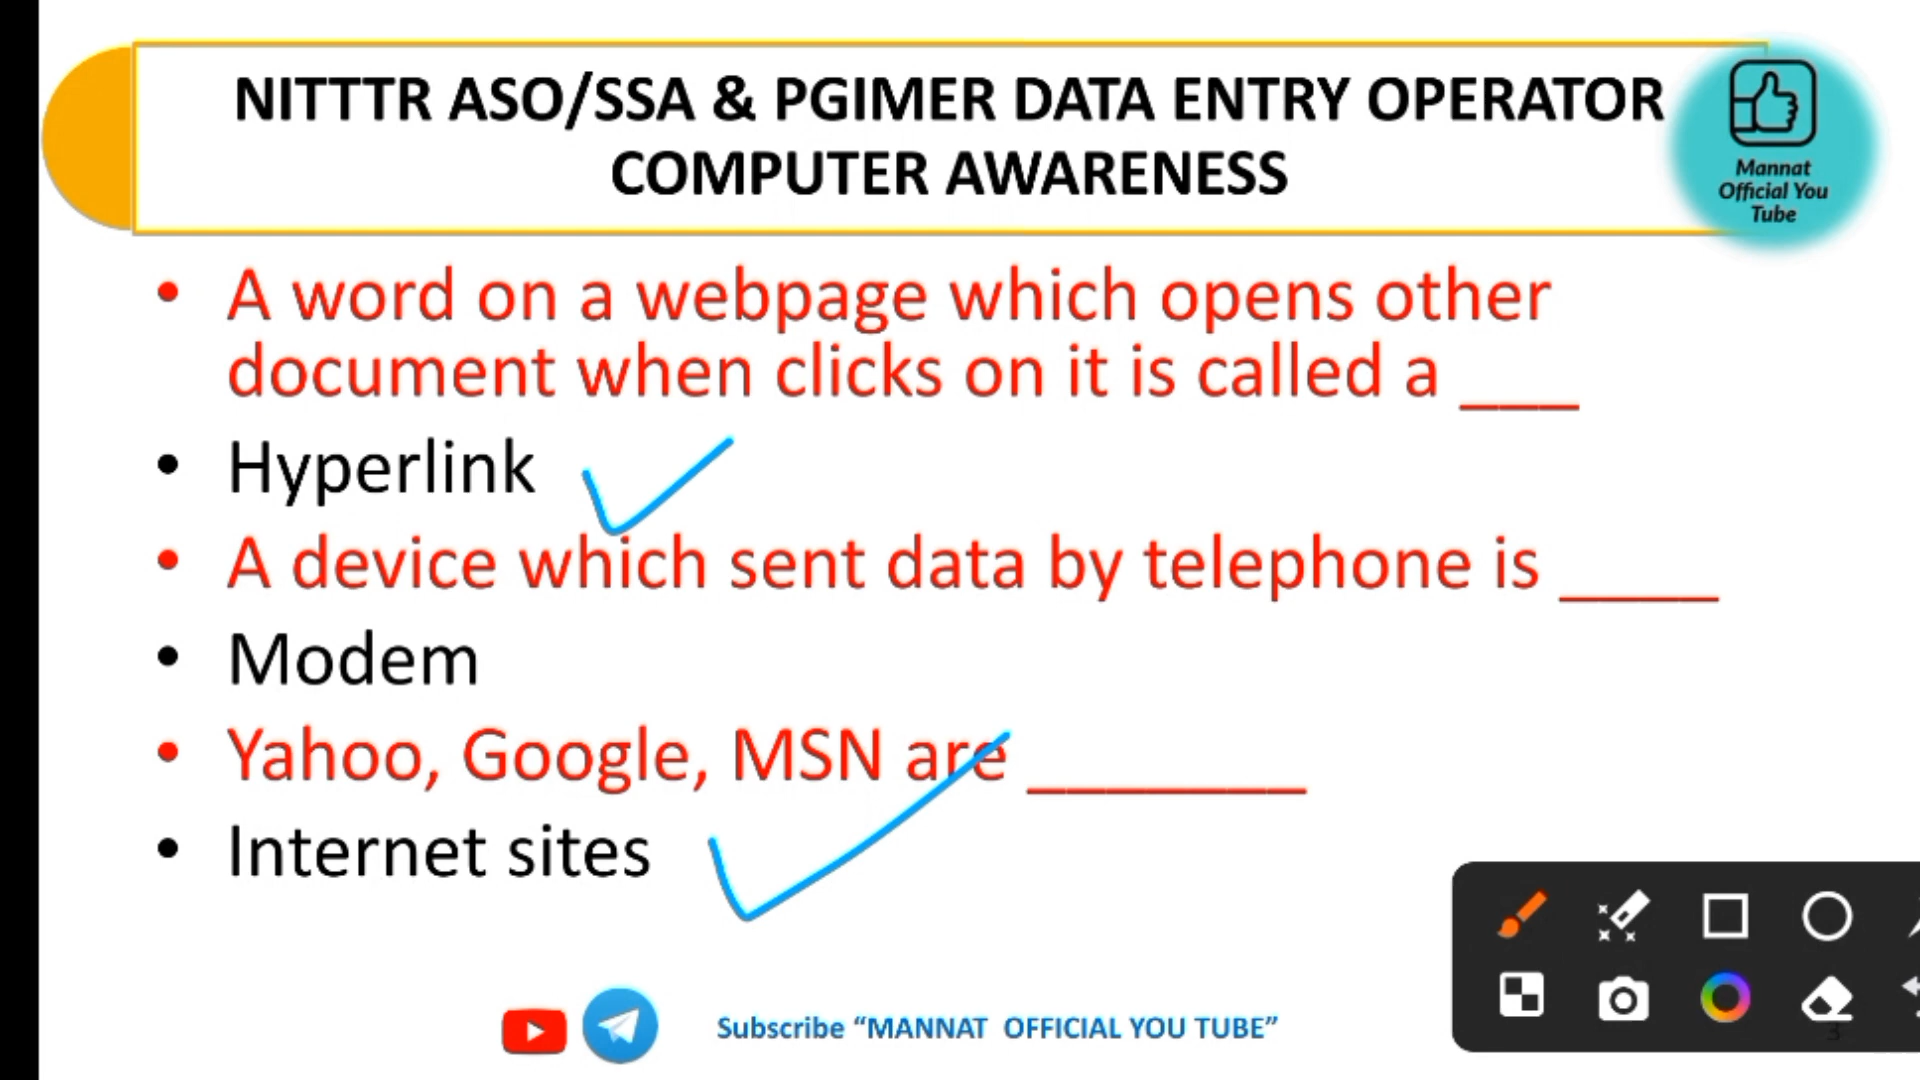 NITTTR ASO/SSA & PGIMER DATA ENTRY OPERATOR
COMPUTER AWARENESS
Mannat
Official You
Tube
• A word on a webpage which opens other
document when clicks on it is called a ___
• Hyperlink
• A device which sent data by telephone is ____
• Modem
• Yahoo, Google, MSN are _______
• Internet sites
Subscribe “MANNAT OFFICIAL YOU TUBE”
3